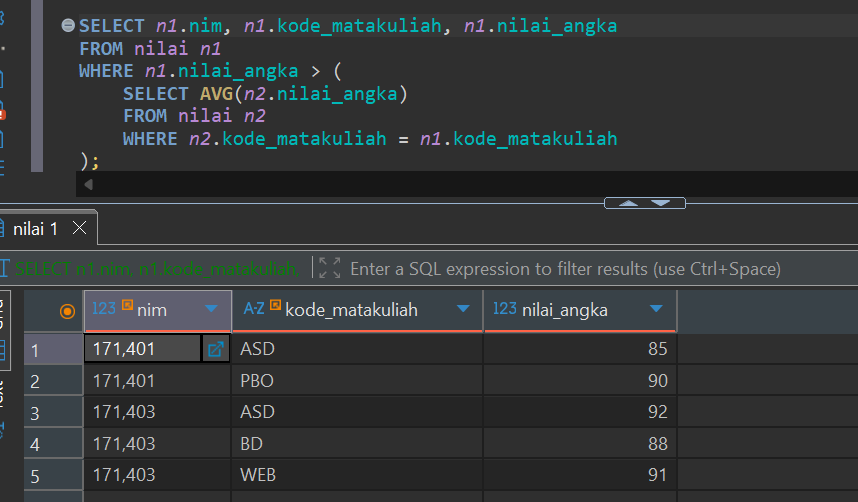 SELECT n1.nim, n1.kode_matakuliah, n1.nilai_angka
FROM nilai n1
WHERE n1.nilai_angka > (
SELECT AVG(n2.nilai_angka)
FROM nilai n2
WHERE n2.kode_matakuliah = n1.kode_matakuliah
);
nilai 1
SELECT n1.nim, n1.kode_matakuliah, Enter a SQL expression to filter results (use Ctrl+Space)
123 nim A-Z kode_matakuliah 123 nilai_angka
1 171,401 ASD 85
2 171,401 PBO 90
3 171,403 ASD 92
4 171,403 BD 88
5 171,403 WEB 91